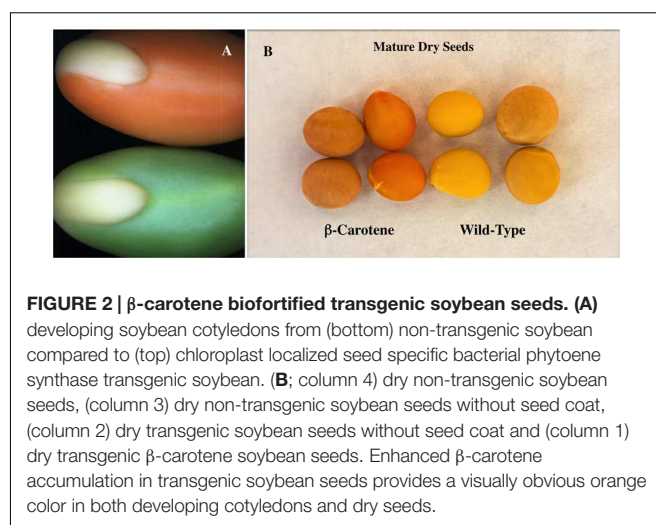 A
B
Mature Dry Seeds
β-Carotene
Wild-Type
FIGURE 2 | β-carotene biofortified transgenic soybean seeds. (A)
developing soybean cotyledons from (bottom) non-transgenic soybean
compared to (top) chloroplast localized seed specific bacterial phytoene
synthase transgenic soybean. (B; column 4) dry non-transgenic soybean
seeds, (column 3) dry non-transgenic soybean seeds without seed coat,
(column 2) dry transgenic soybean seeds without seed coat and (column 1)
dry transgenic β-carotene soybean seeds. Enhanced β-carotene
accumulation in transgenic soybean seeds provides a visually obvious orange
color in both developing cotyledons and dry seeds.